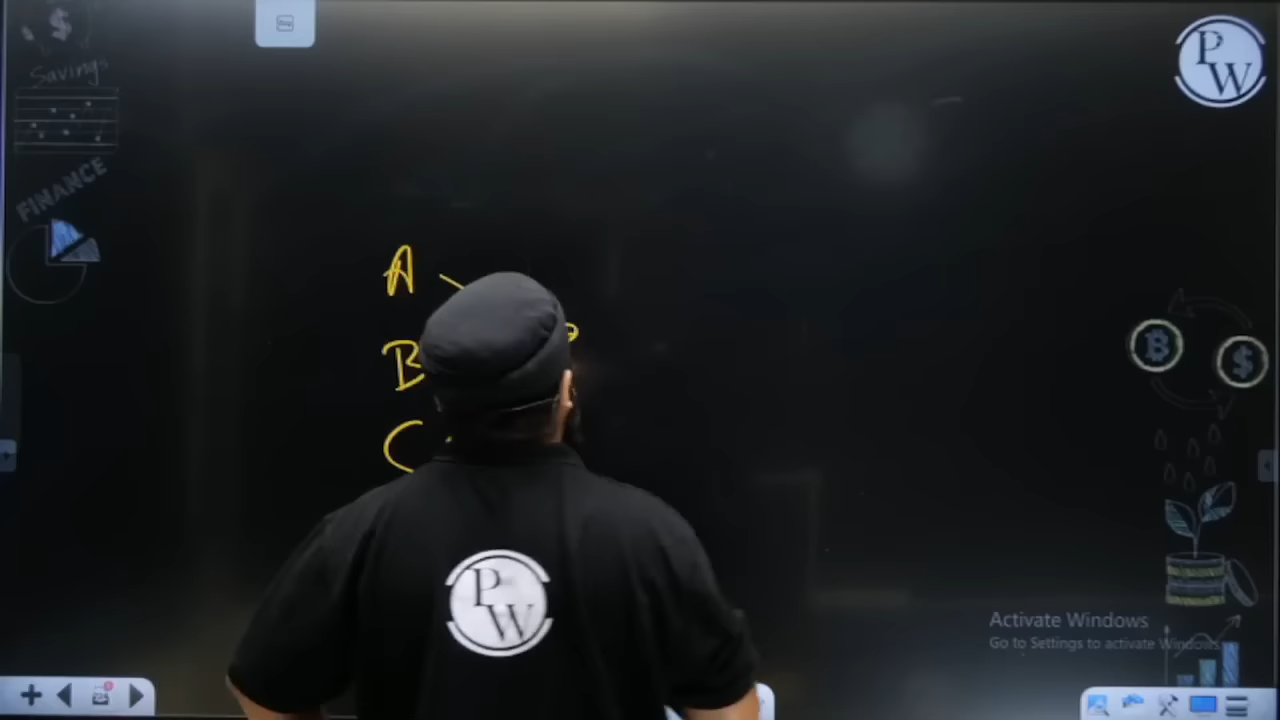 $
Savings
FINANCE
P
W
A
B
C
B
$
P
W
Activate Windows
Go to Settings to activate Windows.